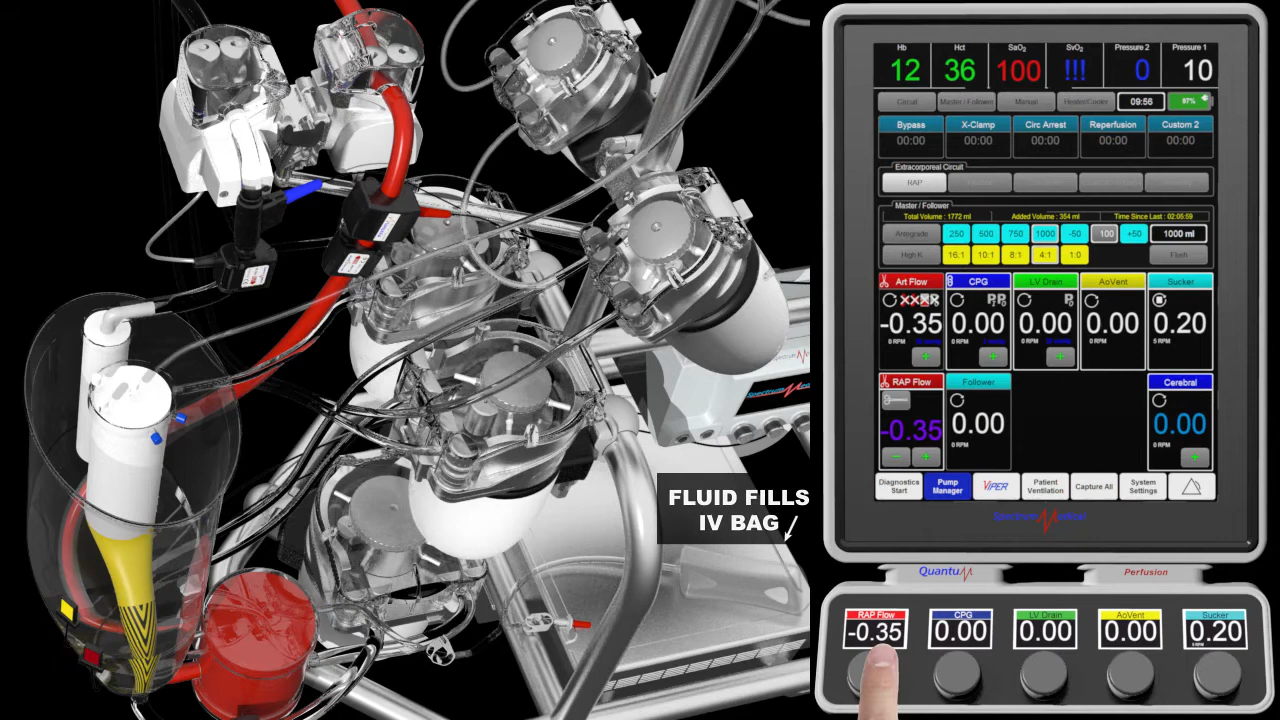 FLUID FILLS
IV BAG
Hb Hct SaO2 SvO2 Pressure 2 Pressure 1
12 36 100 !!! 0 10
Circuit Master / Follower Manual Heater/Cooler 09:56 97%
Bypass X-Clamp Circ Arrest Reperfusion Custom 2
00:00 00:00 00:00 00:00 00:00
Extracorporeal Circuit
RAP
Master / Follower
Total Volume : 1772 ml Added Volume : 354 ml Time Since Last : 02:05:59
Antegrade 250 500 750 1000 -50 100 +50 1000 ml
High K 16:1 10:1 8:1 4:1 1:0 Flush
Art Flow CPG LV Drain AoVent Sucker
-0.35 0.00 0.00 0.00 0.20
0 RPM 0 RPM 0 RPM 0 RPM 5 RPM
+ + +
RAP Flow Follower Cerebral
-0.35 0.00 0.00
0 RPM 0 RPM
- + +
Diagnostics Start Pump Manager VIPER Patient Ventilation Capture All System Settings
Spectrum Medical
Quantum Perfusion
RAP Flow CPG LV Drain AoVent Sucker
-0.35 0.00 0.00 0.00 0.20